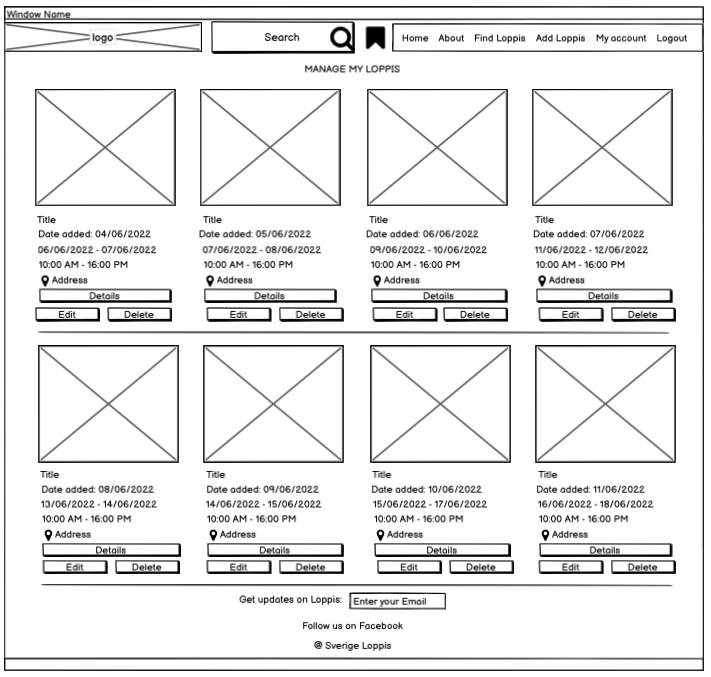 Window Name
logo
Search
Home About Find Loppis Add Loppis My account Logout
MANAGE MY LOPPIS
Title
Date added: 04/06/2022
06/06/2022 - 07/06/2022
10:00 AM - 16:00 PM
Address
Details
Edit Delete
Title
Date added: 05/06/2022
07/06/2022 - 08/06/2022
10:00 AM - 16:00 PM
Address
Details
Edit Delete
Title
Date added: 06/06/2022
09/06/2022 - 10/06/2022
10:00 AM - 16:00 PM
Address
Details
Edit Delete
Title
Date added: 07/06/2022
11/06/2022 - 12/06/2022
10:00 AM - 16:00 PM
Address
Details
Edit Delete
Title
Date added: 08/06/2022
13/06/2022 - 14/06/2022
10:00 AM - 16:00 PM
Address
Details
Edit Delete
Title
Date added: 09/06/2022
14/06/2022 - 15/06/2022
10:00 AM - 16:00 PM
Address
Details
Edit Delete
Title
Date added: 10/06/2022
15/06/2022 - 17/06/2022
10:00 AM - 16:00 PM
Address
Details
Edit Delete
Title
Date added: 11/06/2022
16/06/2022 - 18/06/2022
10:00 AM - 16:00 PM
Address
Details
Edit Delete
Get updates on Loppis: Enter your Email
Follow us on Facebook
@ Sverige Loppis